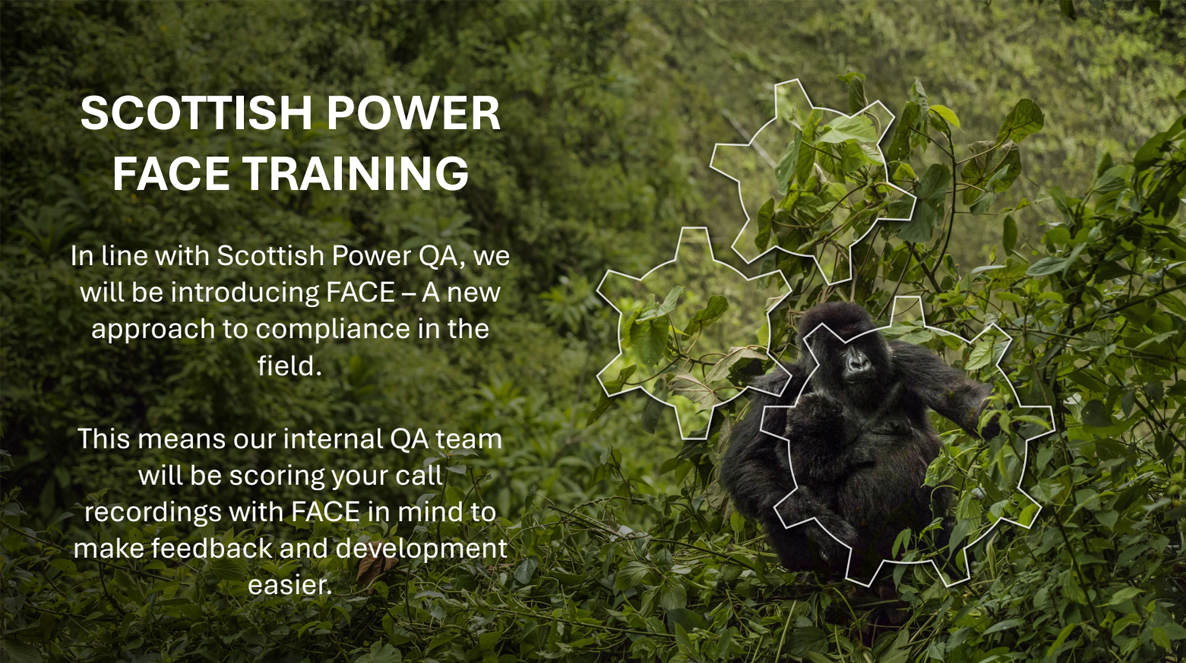 SCOTTISH POWER
FACE TRAINING
In line with Scottish Power QA, we
will be introducing FACE – A new
approach to compliance in the
field.
This means our internal QA team
will be scoring your call
recordings with FACE in mind to
make feedback and development
easier.